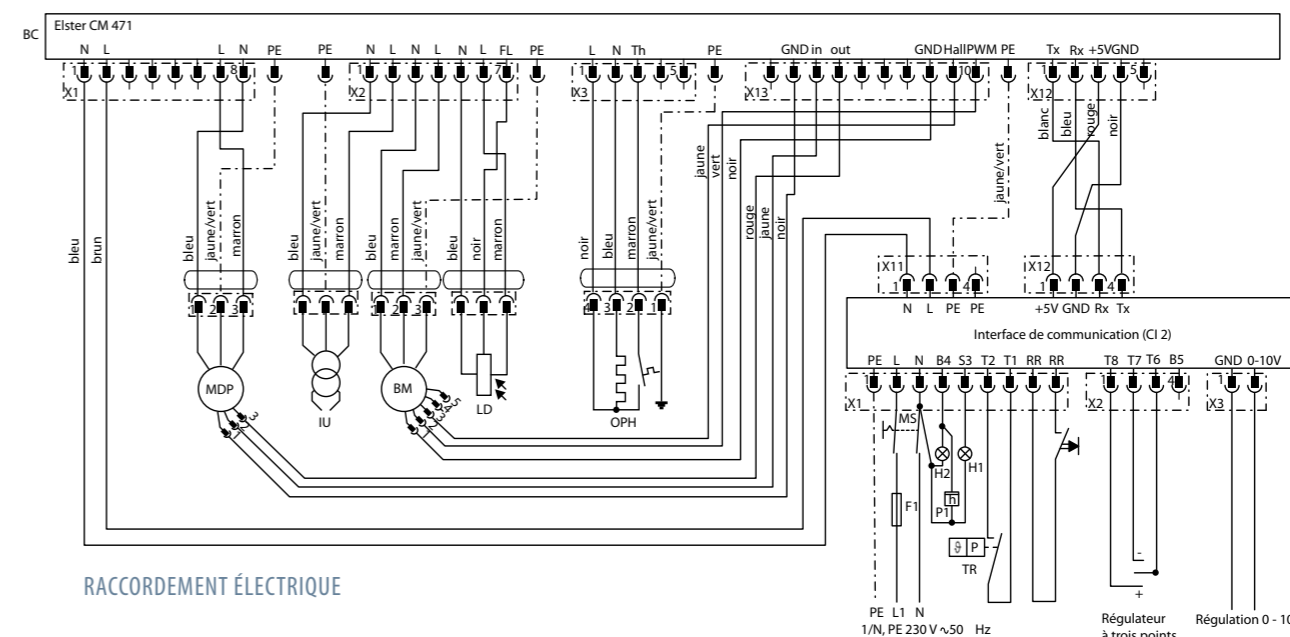 Elster CM 471
BC
N L L N PE PE N L N L N L FL PE L N Th PE GND in out GND Hall PWM PE Tx Rx +5V GND
1 8 1 7 1 5 10 1 5
X1 X2 X3 X13 X12
blanc bleu rouge noir
jaune vert noir
jaune/vert
rouge jaune noir
bleu brun
bleu jaune/vert marron
bleu jaune/vert marron
bleu marron jaune/vert
bleu noir marron
noir bleu marron jaune/vert
X11 X12
1 4 1 4
N L PE PE +5V GND Rx Tx
1 2 3 1 2 3 4 3 2 1
Interface de communication (CI 2)
PE L N B4 S3 T2 T1 RR RR T8 T7 T6 B5 GND 0-10V
1 1 4 1
X1 X2 X3
MDP IU BM LD OPH
3 5 4 3
MS
H2 H1
F1 P1 h
ϑ P
TR
-
+
RACCORDEMENT ÉLECTRIQUE
PE L1 N
1/N, PE 230 V ~50 Hz
Régulateur
à trois points
Régulation 0 - 10